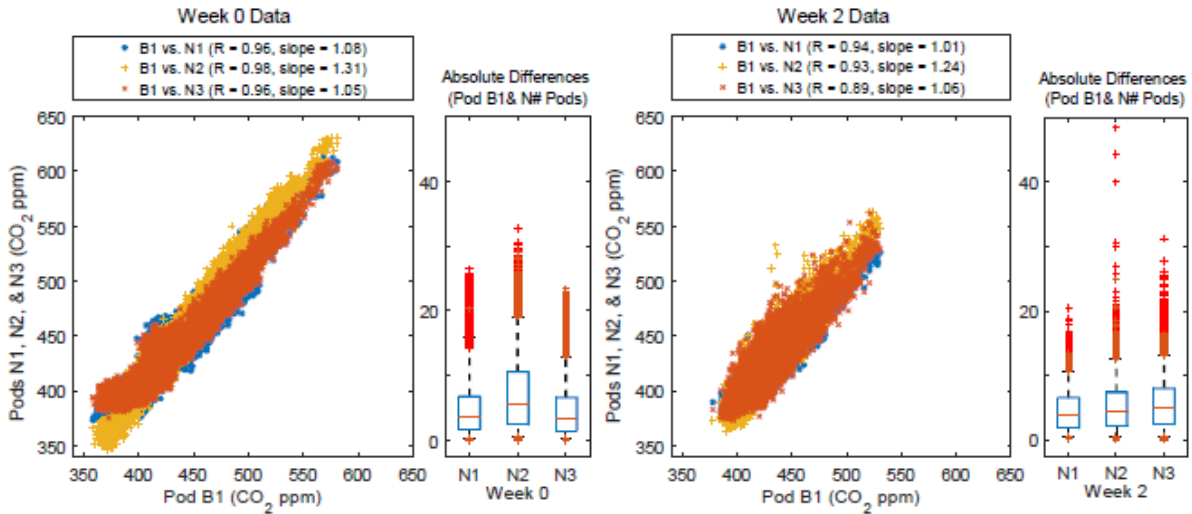 Week 0 Data
B1 vs. N1 (R = 0.96, slope = 1.08)
B1 vs. N2 (R = 0.98, slope = 1.31)
B1 vs. N3 (R = 0.96, slope = 1.05)
Pods N1, N2, & N3 (CO2 ppm)
650
600
550
500
450
400
350
350 400 450 500 550 600 650
Pod B1 (CO2 ppm)
Absolute Differences
(Pod B1& N# Pods)
40
20
0
N1 N2 N3
Week 0
Week 2 Data
B1 vs. N1 (R = 0.94, slope = 1.01)
B1 vs. N2 (R = 0.93, slope = 1.24)
B1 vs. N3 (R = 0.89, slope = 1.06)
Pods N1, N2, & N3 (CO2 ppm)
650
600
550
500
450
400
350
350 400 450 500 550 600 650
Pod B1 (CO2 ppm)
Absolute Differences
(Pod B1& N# Pods)
40
20
0
N1 N2 N3
Week 2